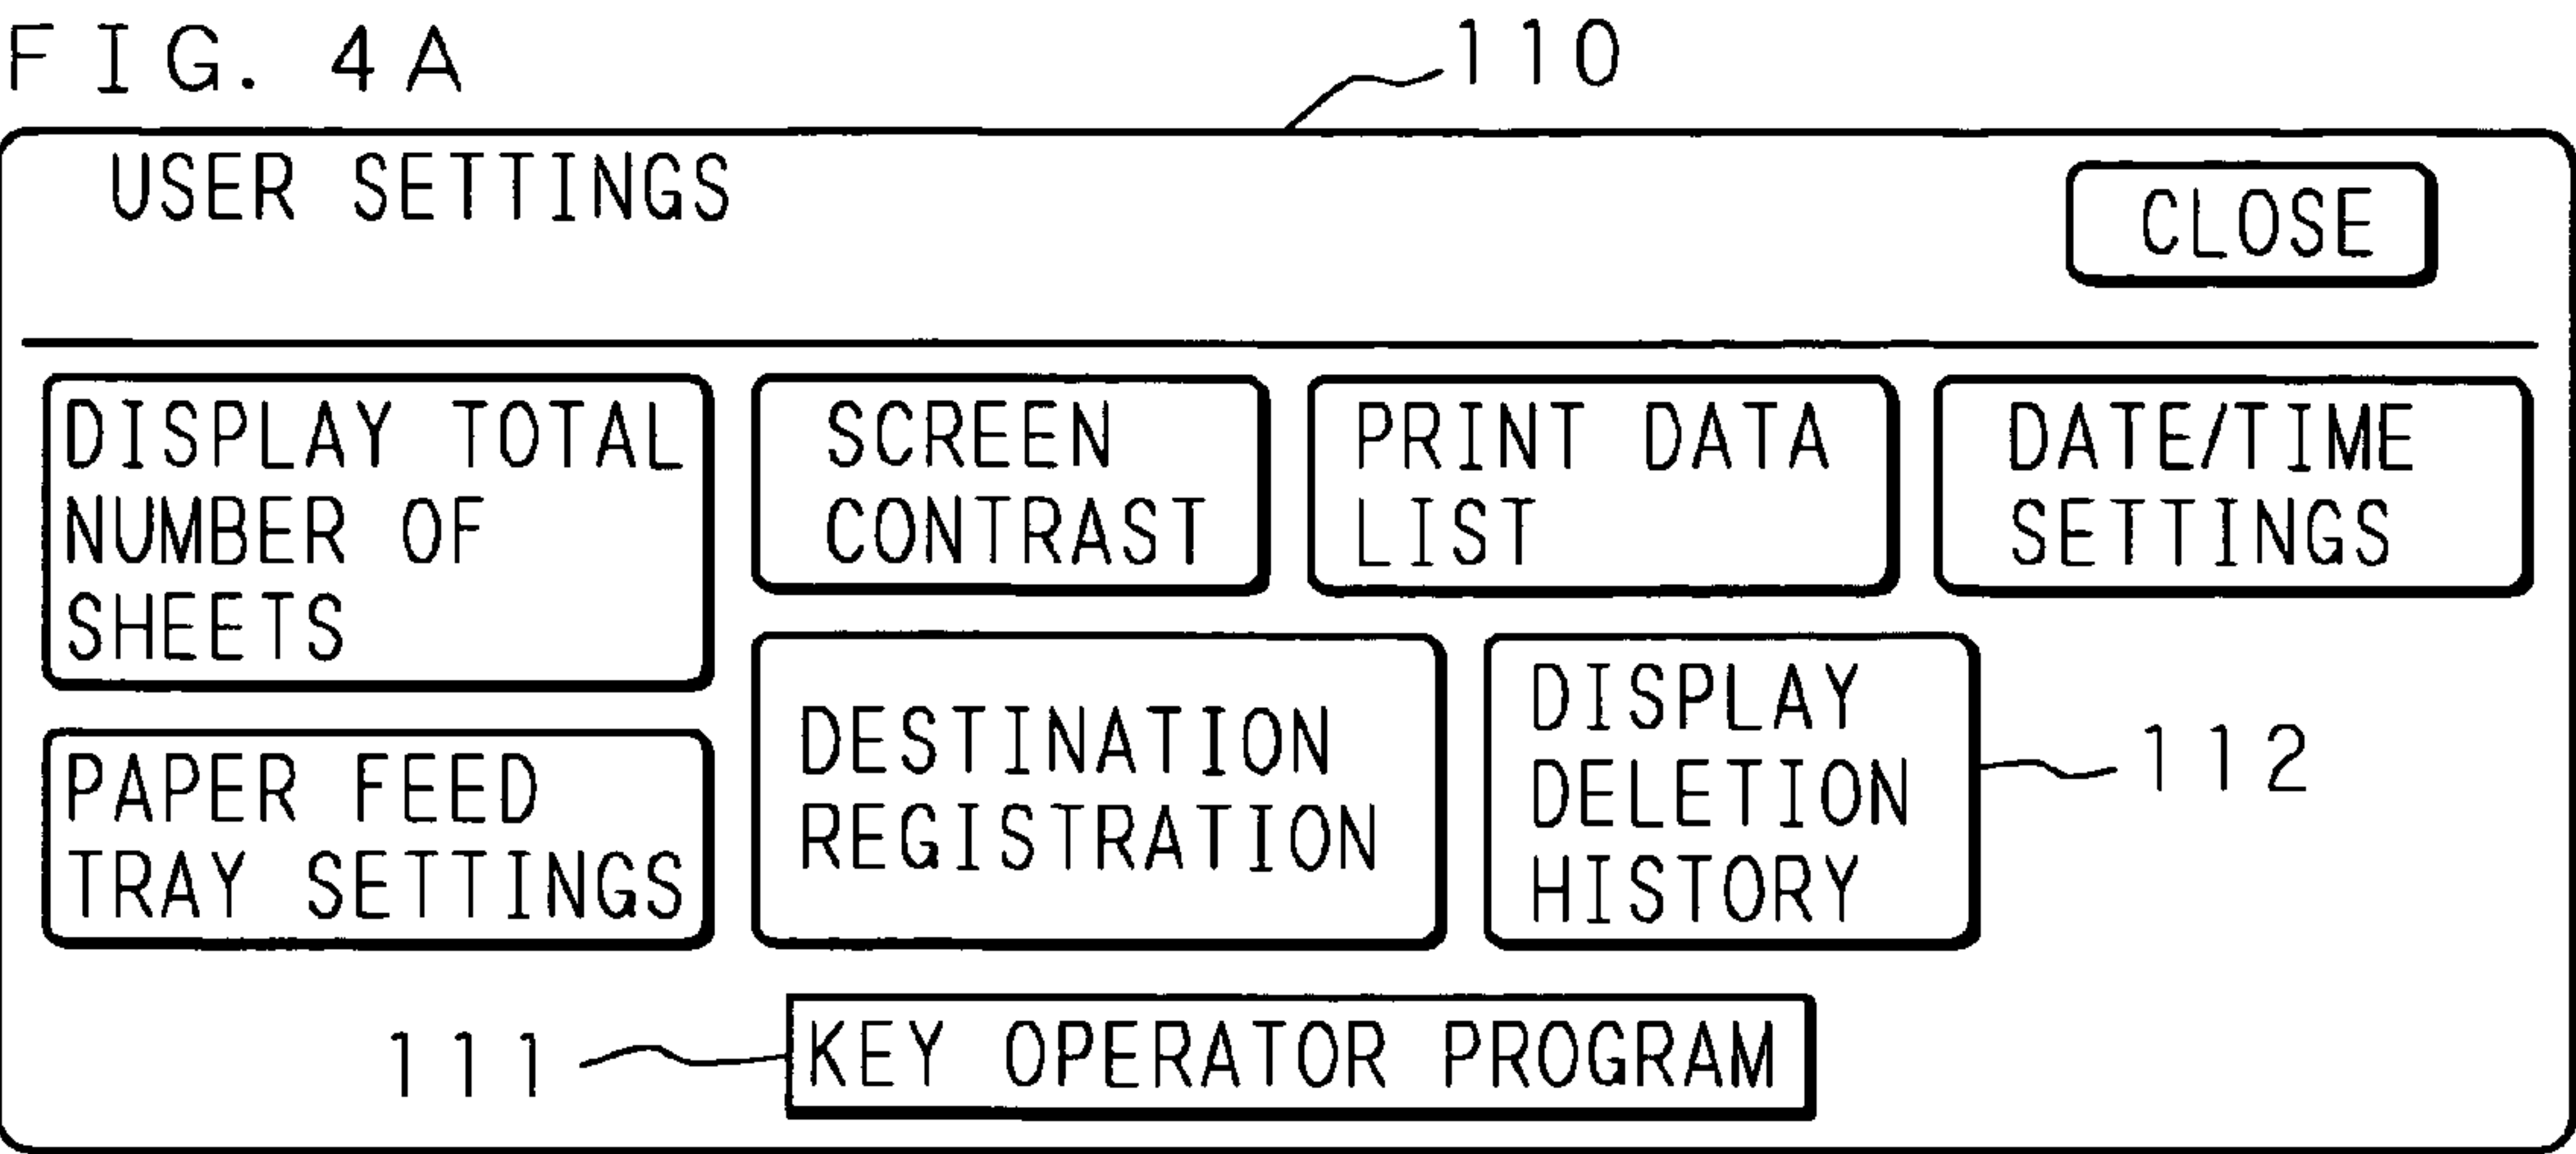 FIG. 4A
110
USER SETTINGS
CLOSE
DISPLAY TOTAL
NUMBER OF
SHEETS
SCREEN
CONTRAST
PRINT DATA
LIST
DATE/TIME
SETTINGS
PAPER FEED
TRAY SETTINGS
DESTINATION
REGISTRATION
DISPLAY
DELETION
HISTORY
112
111
KEY OPERATOR PROGRAM